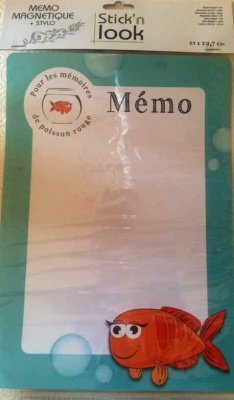 MEMO
MAGNETIQUE
+ STYLO
Stick'n
look
21 x 29,7 cm
Pour les mémoires
de poisson rouge
Mémo